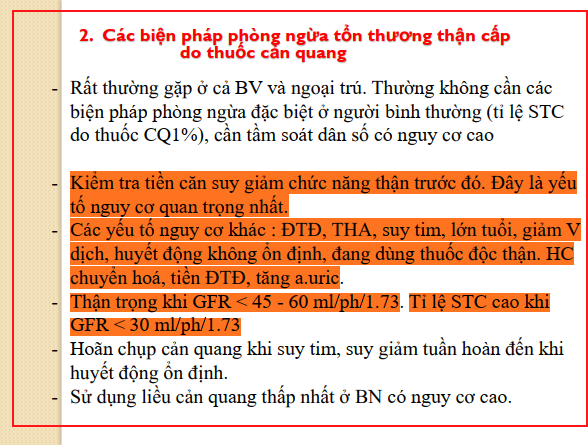 2. Các biện pháp phòng ngừa tổn thương thận cấp
do thuốc cản quang
- Rất thường gặp ở cả BV và ngoại trú. Thường không cần các
biện pháp phòng ngừa đặc biệt ở người bình thường (tỉ lệ STC
do thuốc CQ1%), cần tầm soát dân số có nguy cơ cao
- Kiểm tra tiền căn suy giảm chức năng thận trước đó. Đây là yếu
tố nguy cơ quan trọng nhất.
- Các yếu tố nguy cơ khác : ĐTĐ, THA, suy tim, lớn tuổi, giảm V
dịch, huyết động không ổn định, đang dùng thuốc độc thận. HC
chuyển hoá, tiền ĐTĐ, tăng a.uric.
- Thận trọng khi GFR < 45 - 60 ml/ph/1.73. Tỉ lệ STC cao khi
GFR < 30 ml/ph/1.73
- Hoãn chụp cản quang khi suy tim, suy giảm tuần hoàn đến khi
huyết động ổn định.
- Sử dụng liều cản quang thấp nhất ở BN có nguy cơ cao.